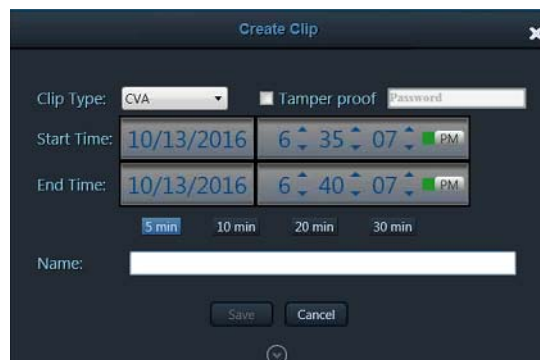 Create Clip
Clip Type: CVA Tamper proof Password
Start Time: 10/13/2016 6 35 07 PM
End Time: 10/13/2016 6 40 07 PM
5 min 10 min 20 min 30 min
Name:
Save Cancel